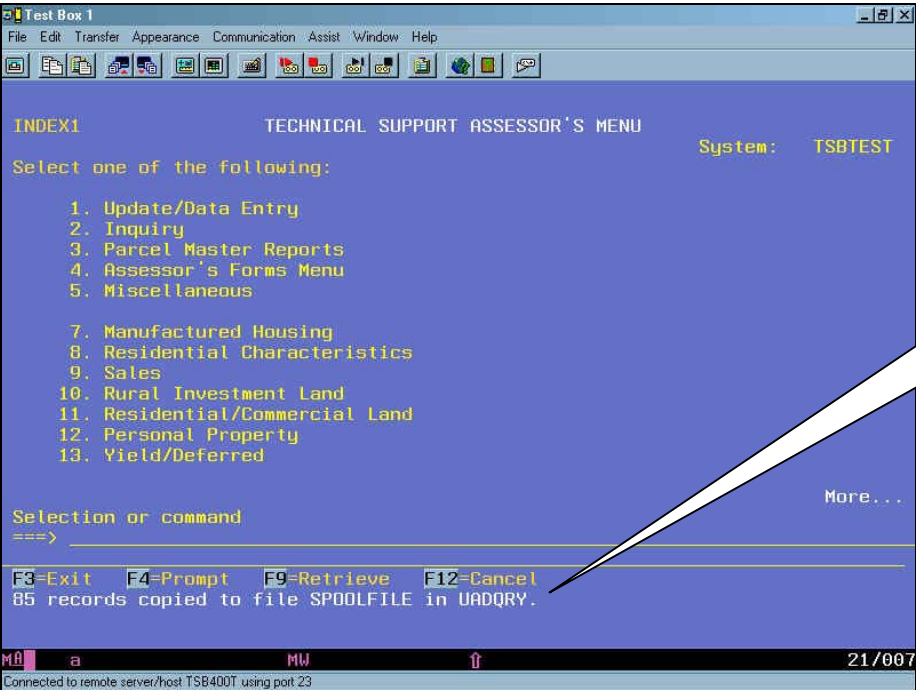 Test Box 1
File Edit Transfer Appearance Communication Assist Window Help
INDEX1 TECHNICAL SUPPORT ASSESSOR'S MENU
System: TSBTEST
Select one of the following:
1. Update/Data Entry
2. Inquiry
3. Parcel Master Reports
4. Assessor's Forms Menu
5. Miscellaneous
7. Manufactured Housing
8. Residential Characteristics
9. Sales
10. Rural Investment Land
11. Residential/Commercial Land
12. Personal Property
13. Yield/Deferred
More...
Selection or command
===>
F3=Exit F4=Prompt F9=Retrieve F12=Cancel
85 records copied to file SPOOLFILE in UADQRY.
MA a MW 21/007
Connected to remote server/host TSB400T using port 23